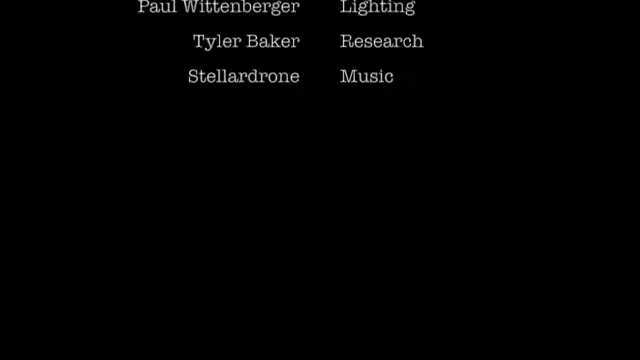 Paul Wittenberger Lighting
Tyler Baker Research
Stellardrone Music